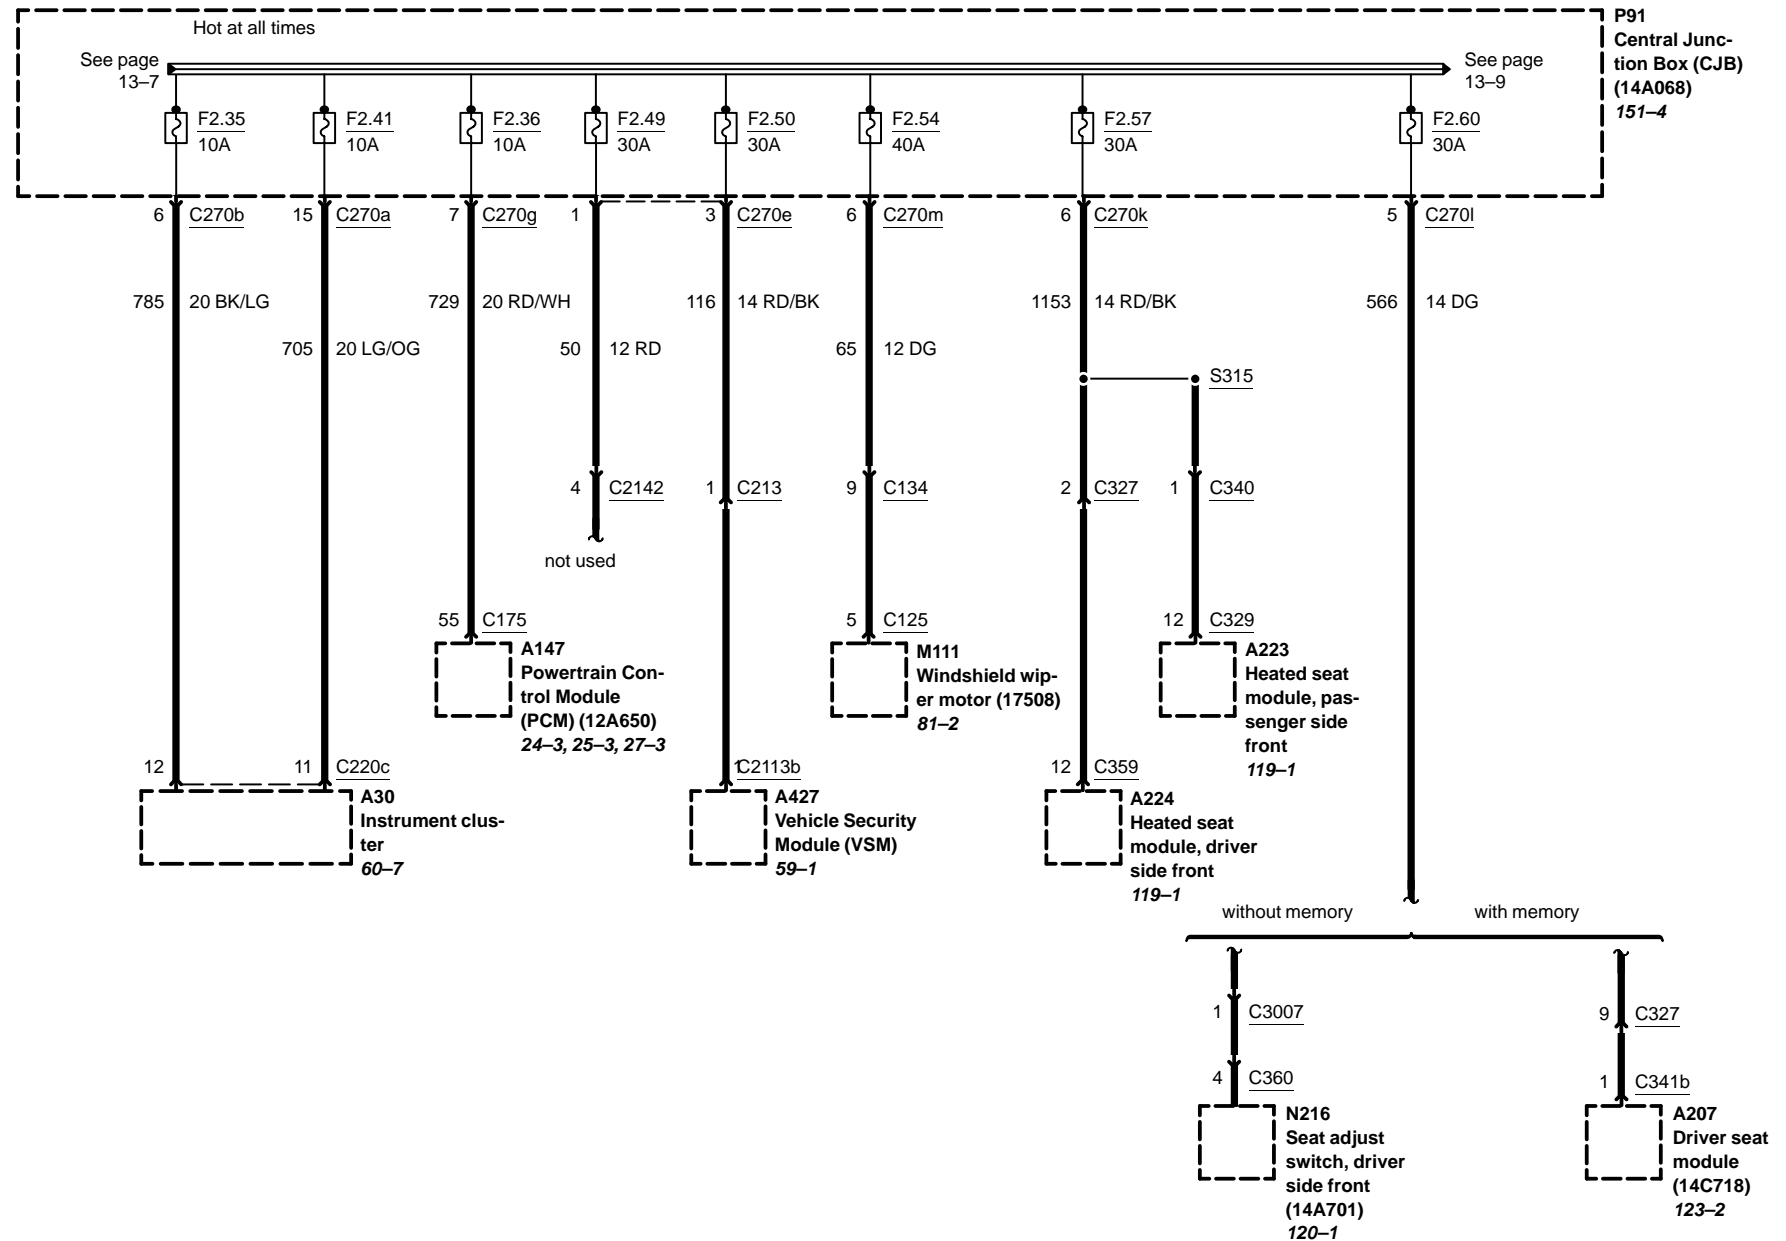 Hot at all times
See page
13–7
See page
13–9
P91
Central Junc-
tion Box (CJB)
(14A068)
151–4
F2.35
10A
F2.41
10A
F2.36
10A
F2.49
30A
F2.50
30A
F2.54
40A
F2.57
30A
F2.60
30A
6 C270b
15 C270a
7 C270g
1
3 C270e
6 C270m
6 C270k
5 C270l
785 20 BK/LG
729 20 RD/WH
116 14 RD/BK
1153 14 RD/BK
566 14 DG
705 20 LG/OG
50 12 RD
65 12 DG
S315
4 C2142
1 C213
9 C134
2 C327
1 C340
not used
55 C175
5 C125
12 C329
A147
Powertrain Con-
trol Module
(PCM) (12A650)
24–3, 25–3, 27–3
M111
Windshield wip-
er motor (17508)
81–2
A223
Heated seat
module, pas-
senger side
front
119–1
12
11 C220c
1 C2113b
12 C359
A30
Instrument clus-
ter
60–7
A427
Vehicle Security
Module (VSM)
59–1
A224
Heated seat
module, driver
side front
119–1
without memory
with memory
1 C3007
9 C327
4 C360
1 C341b
N216
Seat adjust
switch, driver
side front
(14A701)
120–1
A207
Driver seat
module
(14C718)
123–2